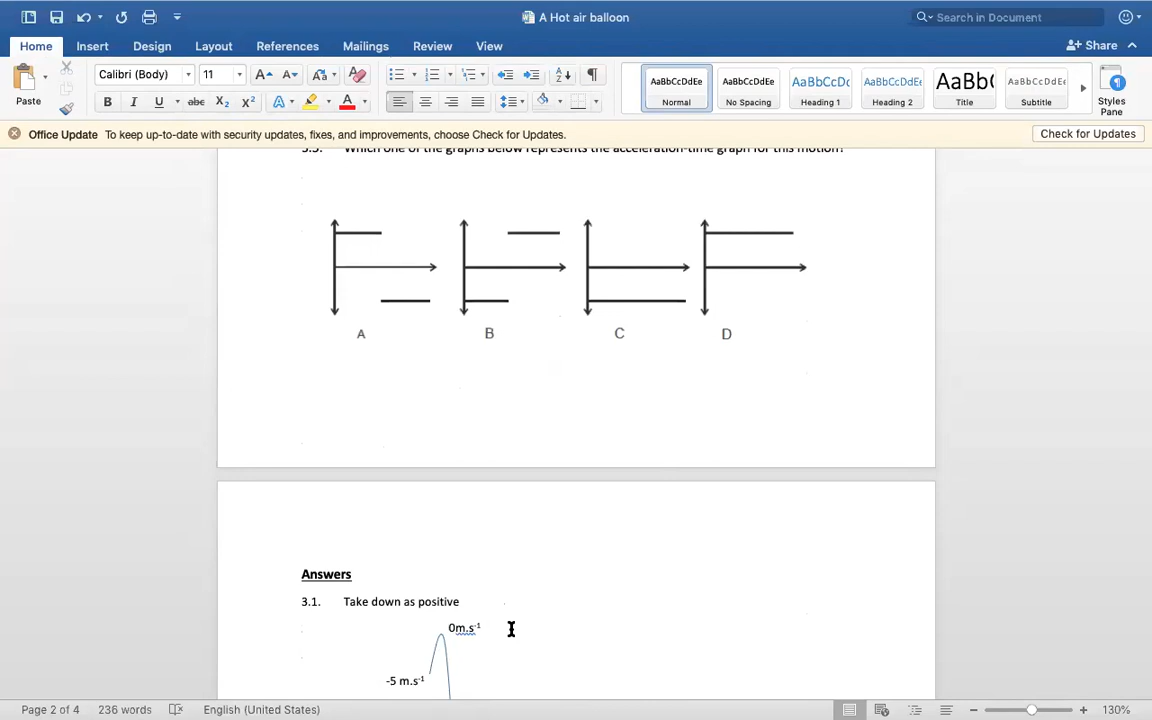 A Hot air balloon
Search in Document
Home Insert Design Layout References Mailings Review View
Share
Paste
Calibri (Body) 11
AaBbCcDdEe AaBbCcDdEe AaBbCcDc AaBbCcDdEe AaBb( AaBbCcDdEe
Normal No Spacing Heading 1 Heading 2 Title Subtitle
Styles Pane
Office Update To keep up-to-date with security updates, fixes, and improvements, choose Check for Updates.
Check for Updates
3.3. Which one of the graphs below represents the acceleration-time graph for this motion?
A B C D
Answers
3.1. Take down as positive
0m.s-1
-5 m.s-1
Page 2 of 4 236 words English (United States) 130%